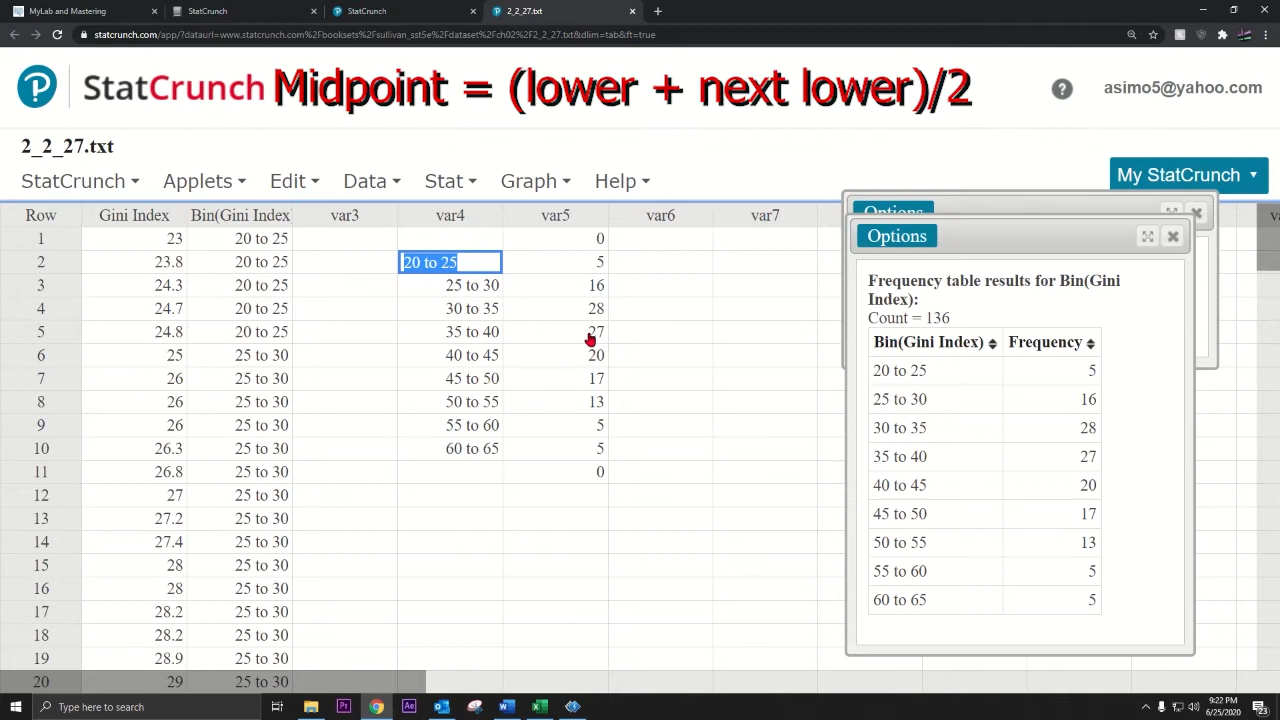 MyLab and Mastering
StatCrunch
StatCrunch
2_2_27.txt
statcrunch.com/app/?dataurl=www.statcrunch.com%2Fbooksets%2Fsullivan_sst5e%2Fdataset%2Fch02%2F2_2_27.txt&dlim=tab&ft=true
P StatCrunch Midpoint = (lower + next lower)/2
? asimo5@yahoo.com
2_2_27.txt
StatCrunch Applets Edit Data Stat Graph Help
My StatCrunch
Row Gini Index Bin(Gini Index) var3 var4 var5 var6 var7
1 23 20 to 25 0
2 23.8 20 to 25 20 to 25 5
3 24.3 20 to 25 25 to 30 16
4 24.7 20 to 25 30 to 35 28
5 24.8 20 to 25 35 to 40 27
6 25 25 to 30 40 to 45 20
7 26 25 to 30 45 to 50 17
8 26 25 to 30 50 to 55 13
9 26 25 to 30 55 to 60 5
10 26.3 25 to 30 60 to 65 5
11 26.8 25 to 30 0
12 27 25 to 30
13 27.2 25 to 30
14 27.4 25 to 30
15 28 25 to 30
16 28 25 to 30
17 28.2 25 to 30
18 28.2 25 to 30
19 28.9 25 to 30
20 29 25 to 30
Options
Options
Frequency table results for Bin(Gini
Index):
Count = 136
Bin(Gini Index) Frequency
20 to 25 5
25 to 30 16
30 to 35 28
35 to 40 27
40 to 45 20
45 to 50 17
50 to 55 13
55 to 60 5
60 to 65 5
Type here to search
Pr
Ae
9:22 PM
6/25/2020
23